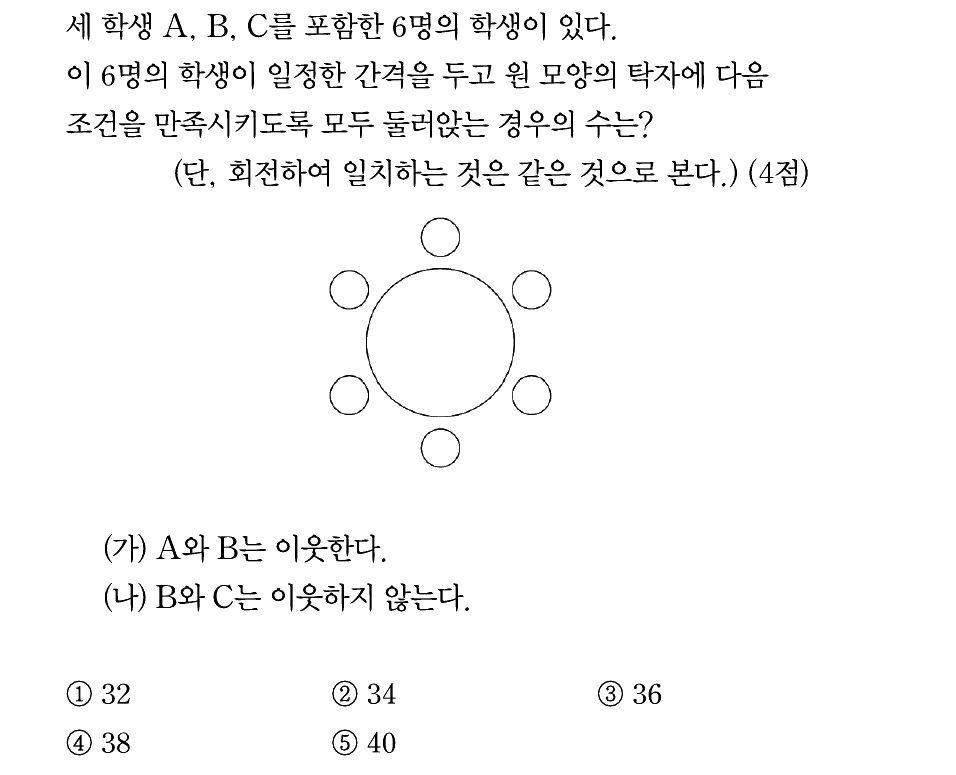 세 학생 A, B, C를 포함한 6명의 학생이 있다.
이 6명의 학생이 일정한 간격을 두고 원 모양의 탁자에 다음
조건을 만족시키도록 모두 둘러앉는 경우의 수는?
(단, 회전하여 일치하는 것은 같은 것으로 본다.) (4점)
(가) A와 B는 이웃한다.
(나) B와 C는 이웃하지 않는다.
① 32 ② 34 ③ 36
④ 38 ⑤ 40